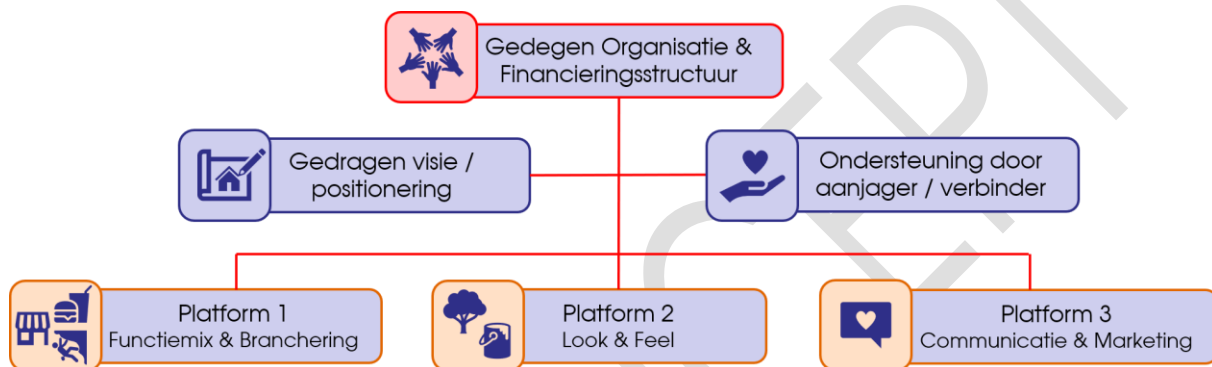 Gedegen Organisatie &
Financieringsstructuur
Gedragen visie /
positionering
Ondersteuning door
aanjager / verbinder
Platform 1
Functiemix & Branchering
Platform 2
Look & Feel
Platform 3
Communicatie & Marketing